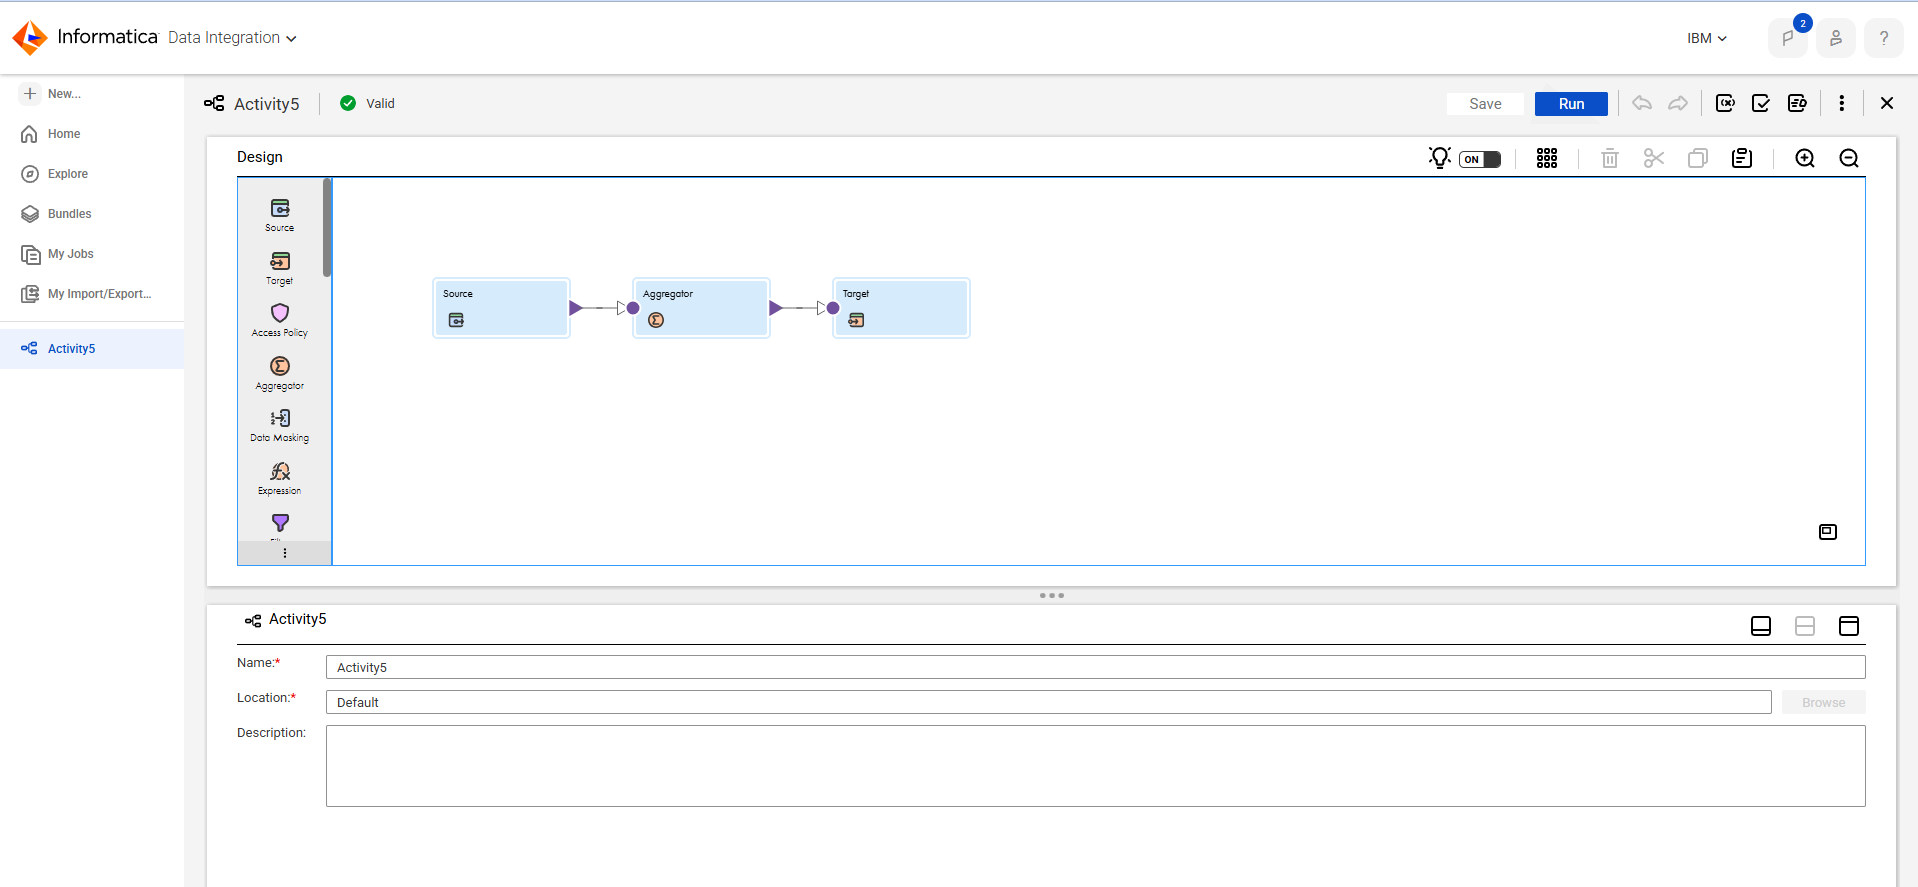 Informatica Data Integration
IBM
2
?
New...
Home
Explore
Bundles
My Jobs
My Import/Export...
Activity5
Activity5
Valid
Save
Run
Design
ON
Source
Target
Access Policy
Aggregator
Data Masking
Expression
Source
Aggregator
Target
Activity5
Name:*
Activity5
Location:*
Default
Browse
Description: